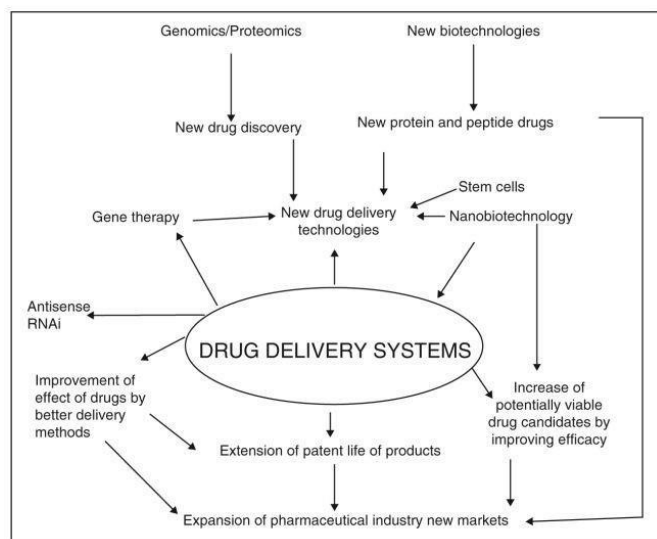 Genomics/Proteomics
New biotechnologies
New drug discovery
New protein and peptide drugs
Stem cells
Gene therapy
New drug delivery
technologies
Nanobiotechnology
Antisense
RNAi
DRUG DELIVERY SYSTEMS
Improvement of
effect of drugs by
better delivery
methods
Increase of
potentially viable
drug candidates by
improving efficacy
Extension of patent life of products
Expansion of pharmaceutical industry new markets